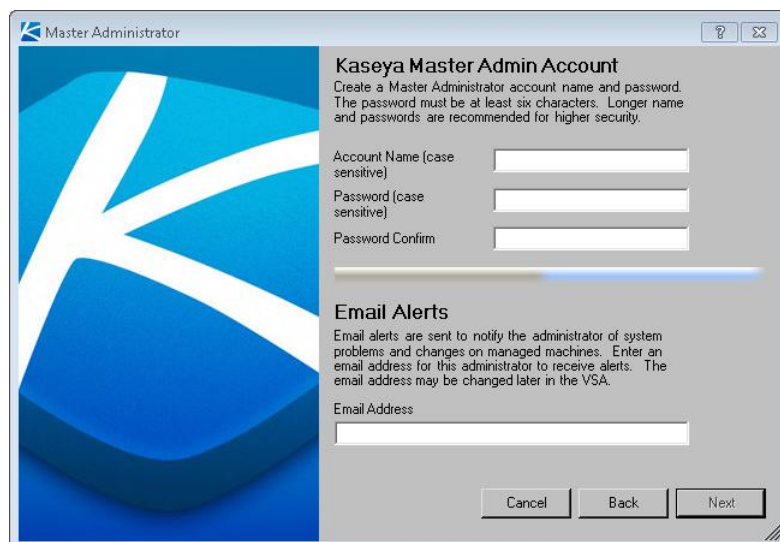 Master Administrator
Kaseya Master Admin Account
Create a Master Administrator account name and password.
The password must be at least six characters. Longer name
and passwords are recommended for higher security.
Account Name (case
sensitive)
Password (case
sensitive)
Password Confirm
Email Alerts
Email alerts are sent to notify the administrator of system
problems and changes on managed machines. Enter an
email address for this administrator to receive alerts. The
email address may be changed later in the VSA.
Email Address
Cancel Back Next